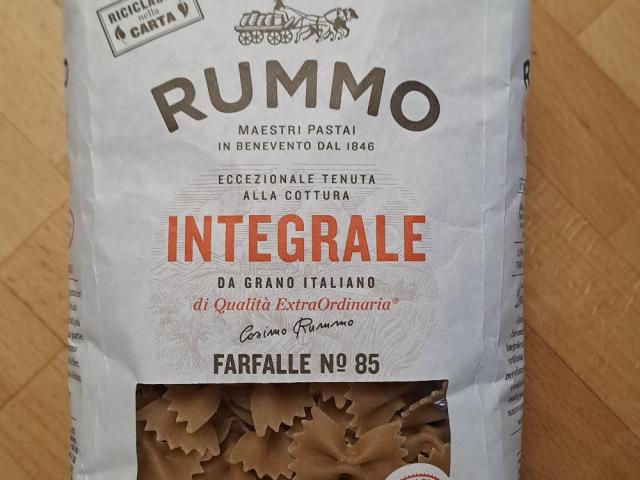 RICICLABILE
nella
CARTA
RUMMO
MAESTRI PASTAI
IN BENEVENTO DAL 1846
ECCEZIONALE TENUTA
ALLA COTTURA
INTEGRALE
DA GRANO ITALIANO
di Qualità ExtraOrdinaria®
Cosimo Rummo
FARFALLE Nº 85